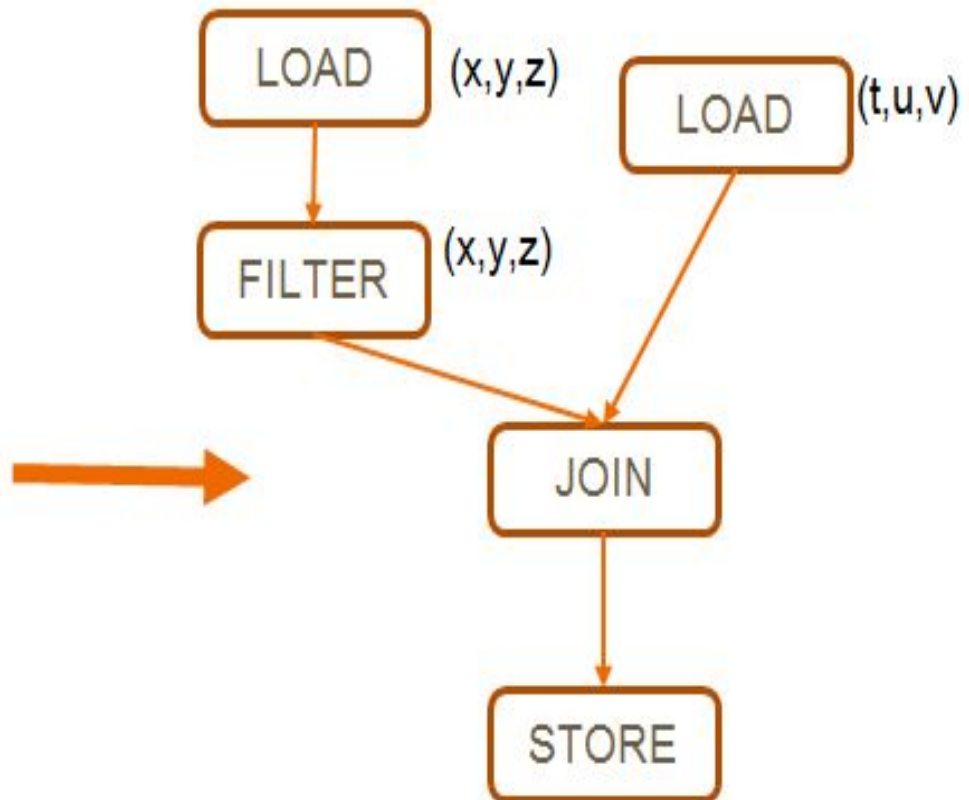 LOAD (x,y,z)
LOAD (t,u,v)
FILTER (x,y,z)
JOIN
STORE